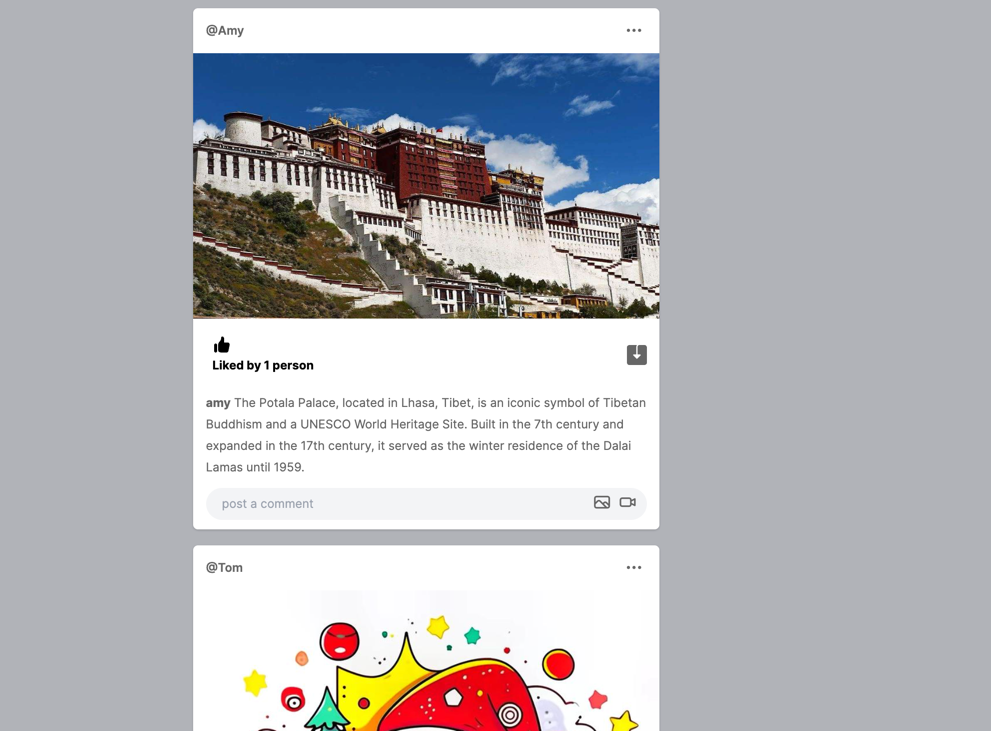 @Amy
Liked by 1 person
amy The Potala Palace, located in Lhasa, Tibet, is an iconic symbol of Tibetan
Buddhism and a UNESCO World Heritage Site. Built in the 7th century and
expanded in the 17th century, it served as the winter residence of the Dalai
Lamas until 1959.
post a comment
@Tom